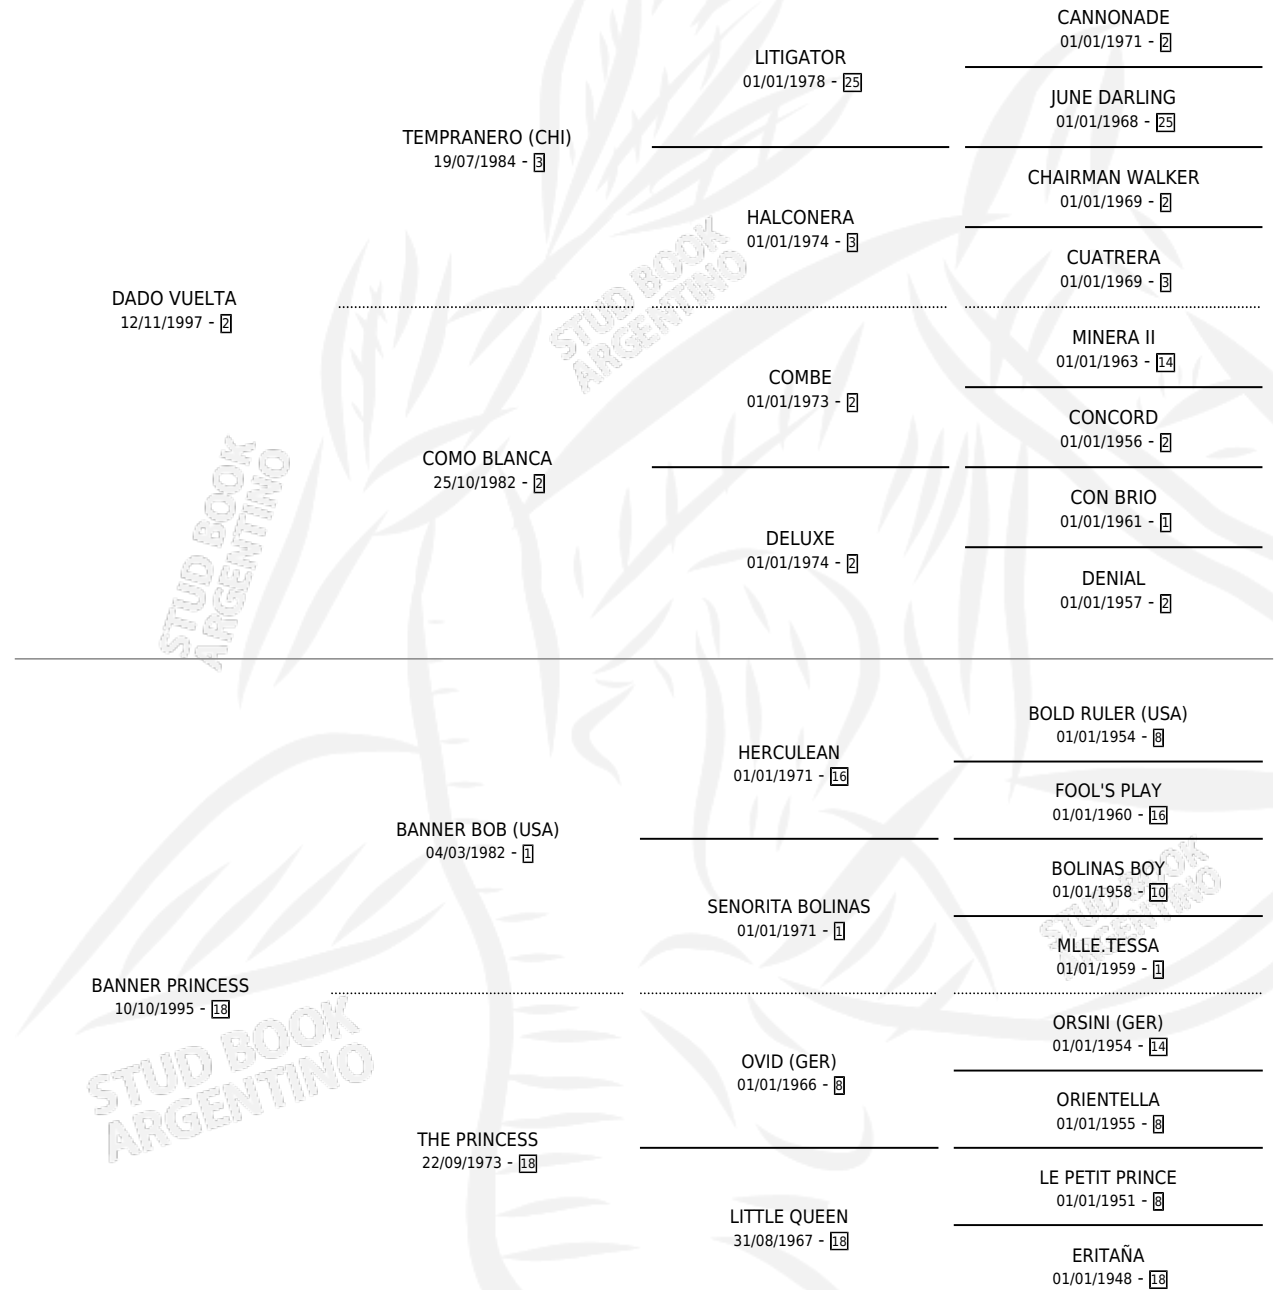 CANNONADE
01/01/1971 - 2
LITIGATOR
01/01/1978 - 25
JUNE DARLING
01/01/1968 - 25
TEMPRANERO (CHI)
19/07/1984 - 3
CHAIRMAN WALKER
01/01/1969 - 2
HALCONERA
01/01/1974 - 3
CUATRERA
01/01/1969 - 3
DADO VUELTA
12/11/1997 - 2
STUD BOOK
ARGENTINO
MINERA II
01/01/1963 - 14
COMBE
01/01/1973 - 2
CONCORD
01/01/1956 - 2
COMO BLANCA
25/10/1982 - 2
CON BRIO
01/01/1961 - 1
DELUXE
01/01/1974 - 2
DENIAL
01/01/1957 - 2
STUD BOOK
ARGENTINO
BOLD RULER (USA)
01/01/1954 - 8
HERCULEAN
01/01/1971 - 16
FOOL'S PLAY
01/01/1960 - 16
BANNER BOB (USA)
04/03/1982 - 1
BOLINAS BOY
01/01/1958 - 10
SENORITA BOLINAS
01/01/1971 - 1
MLLE.TESSA
01/01/1959 - 1
STUD BOOK
ARGENTINO
BANNER PRINCESS
10/10/1995 - 18
STUD BOOK
ARGENTINO
ORSINI (GER)
01/01/1954 - 14
OVID (GER)
01/01/1966 - 8
ORIENTELLA
01/01/1955 - 8
THE PRINCESS
22/09/1973 - 18
LE PETIT PRINCE
01/01/1951 - 8
LITTLE QUEEN
31/08/1967 - 18
ERITAÑA
01/01/1948 - 18